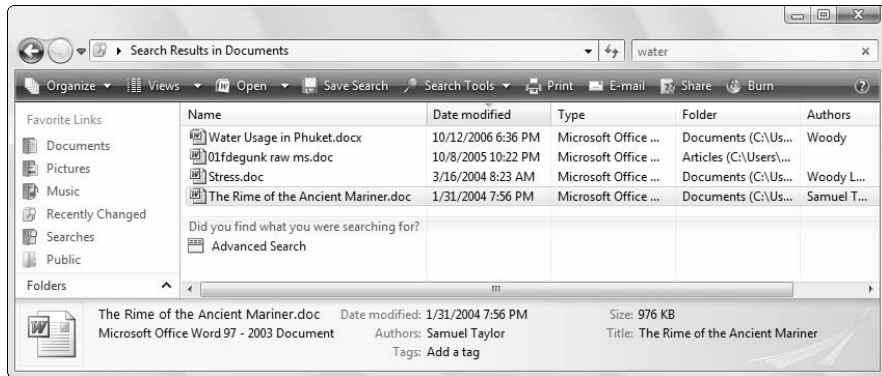 Search Results in Documents water
Organize Views Open Save Search Search Tools Print E-mail Share Burn
Favorite Links
Documents
Pictures
Music
Recently Changed
Searches
Public
Folders
Name Date modified Type Folder Authors
Water Usage in Phuket.docx 10/12/2006 6:36 PM Microsoft Office ... Documents (C:\Us... Woody
01fdegunk raw ms.doc 10/8/2005 10:22 PM Microsoft Office ... Articles (C:\Users\...
Stress.doc 3/16/2004 8:23 AM Microsoft Office ... Documents (C:\Us... Woody L...
The Rime of the Ancient Mariner.doc 1/31/2004 7:56 PM Microsoft Office ... Documents (C:\Us... Samuel T...
Did you find what you were searching for?
Advanced Search
The Rime of the Ancient Mariner.doc Date modified: 1/31/2004 7:56 PM Size: 976 KB
Microsoft Office Word 97 - 2003 Document Authors: Samuel Taylor Title: The Rime of the Ancient Mariner
Tags: Add a tag